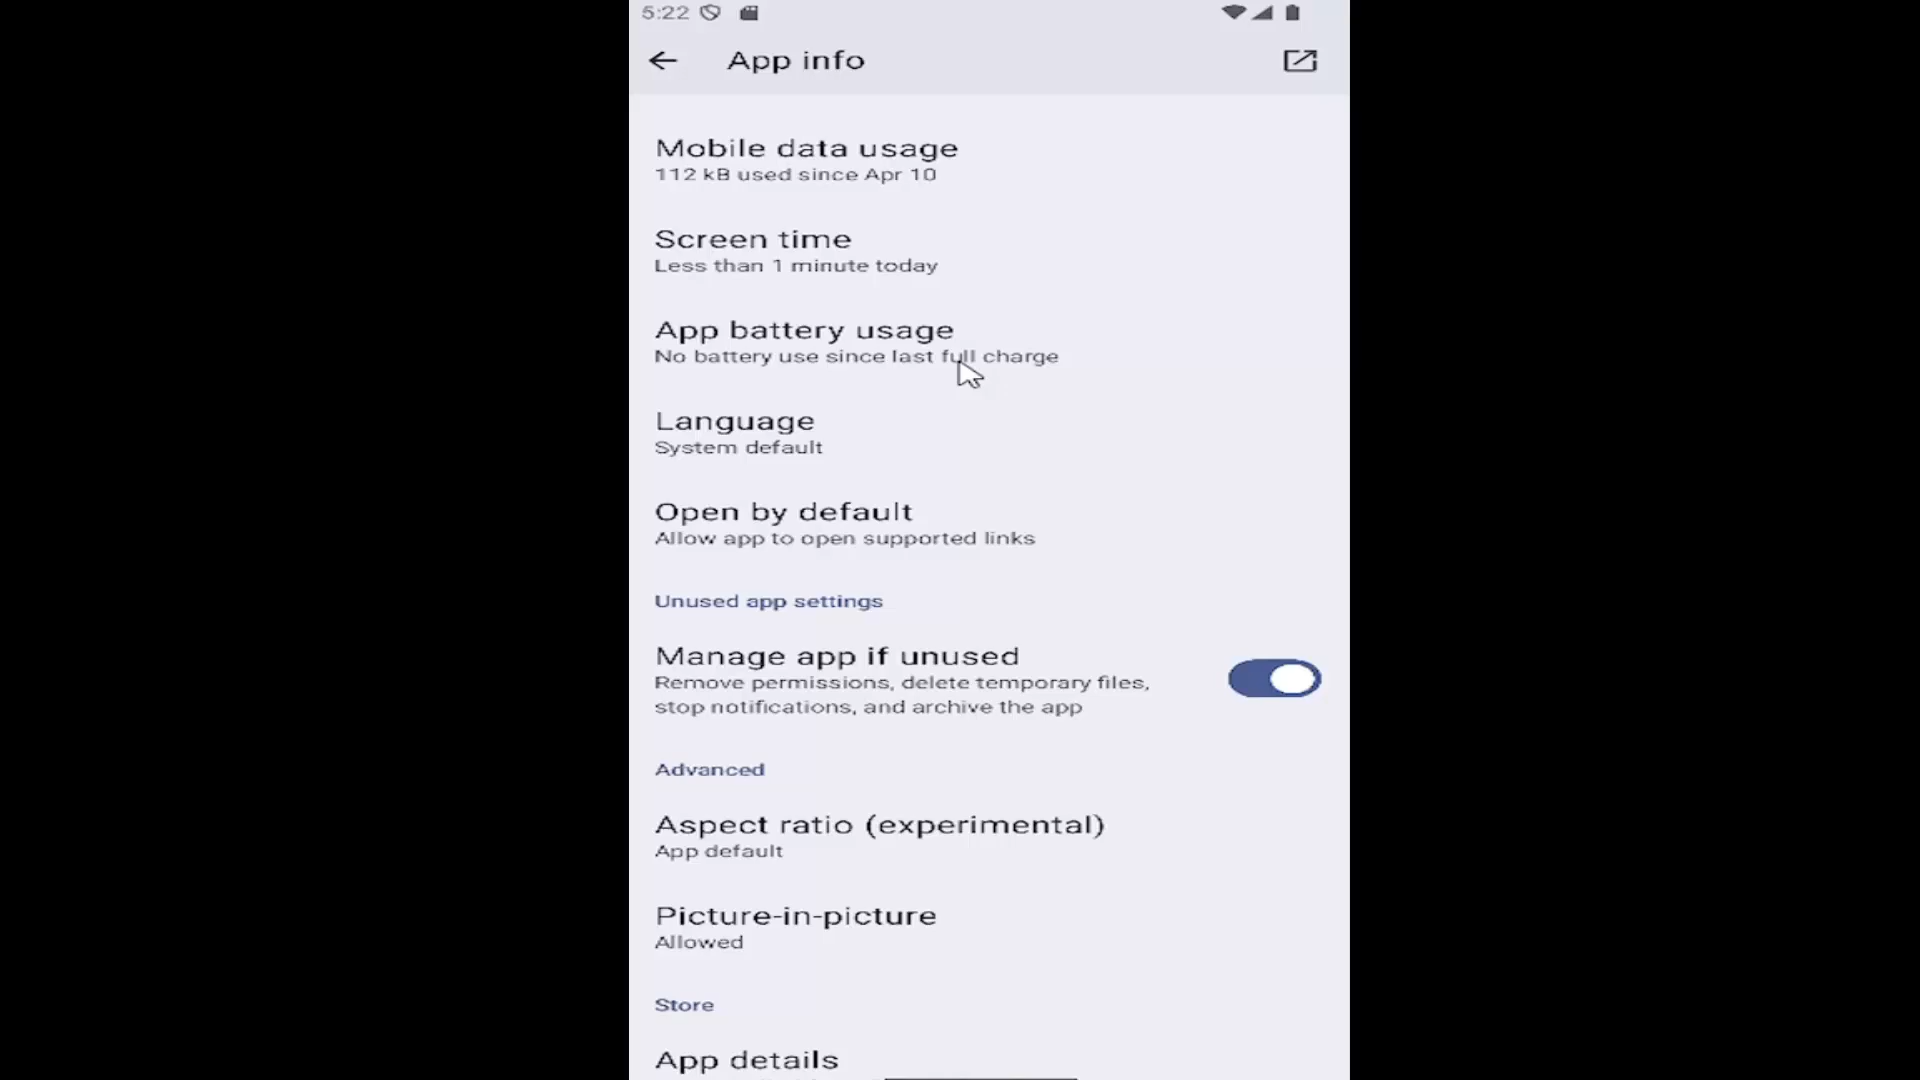 5:22
App info
Mobile data usage
112 kB used since Apr 10
Screen time
Less than 1 minute today
App battery usage
No battery use since last full charge
Language
System default
Open by default
Allow app to open supported links
Unused app settings
Manage app if unused
Remove permissions, delete temporary files,
stop notifications, and archive the app
Advanced
Aspect ratio (experimental)
App default
Picture-in-picture
Allowed
Store
App details